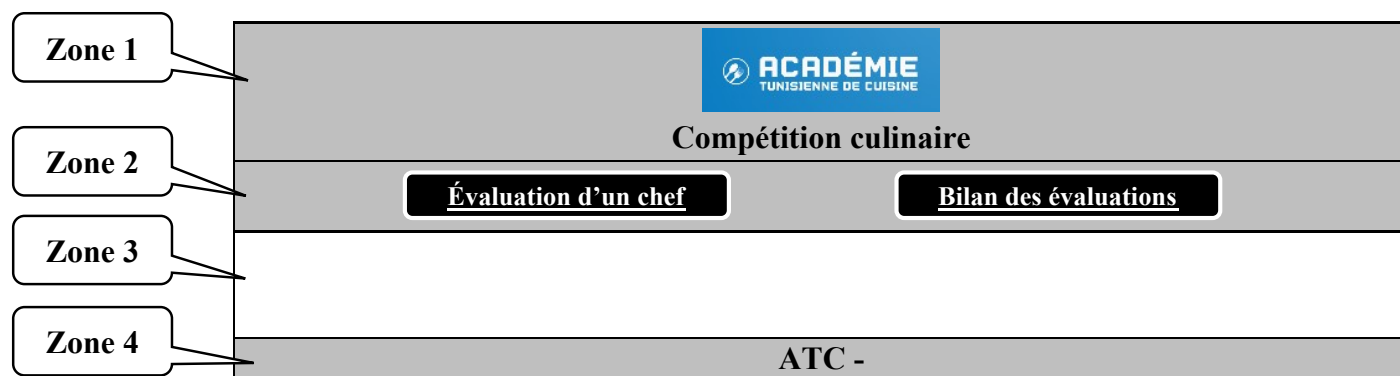 Zone 1
ACADÉMIE
TUNISIENNE DE CUISINE
Compétition culinaire
Zone 2
Évaluation d’un chef
Bilan des évaluations
Zone 3
Zone 4
ATC -